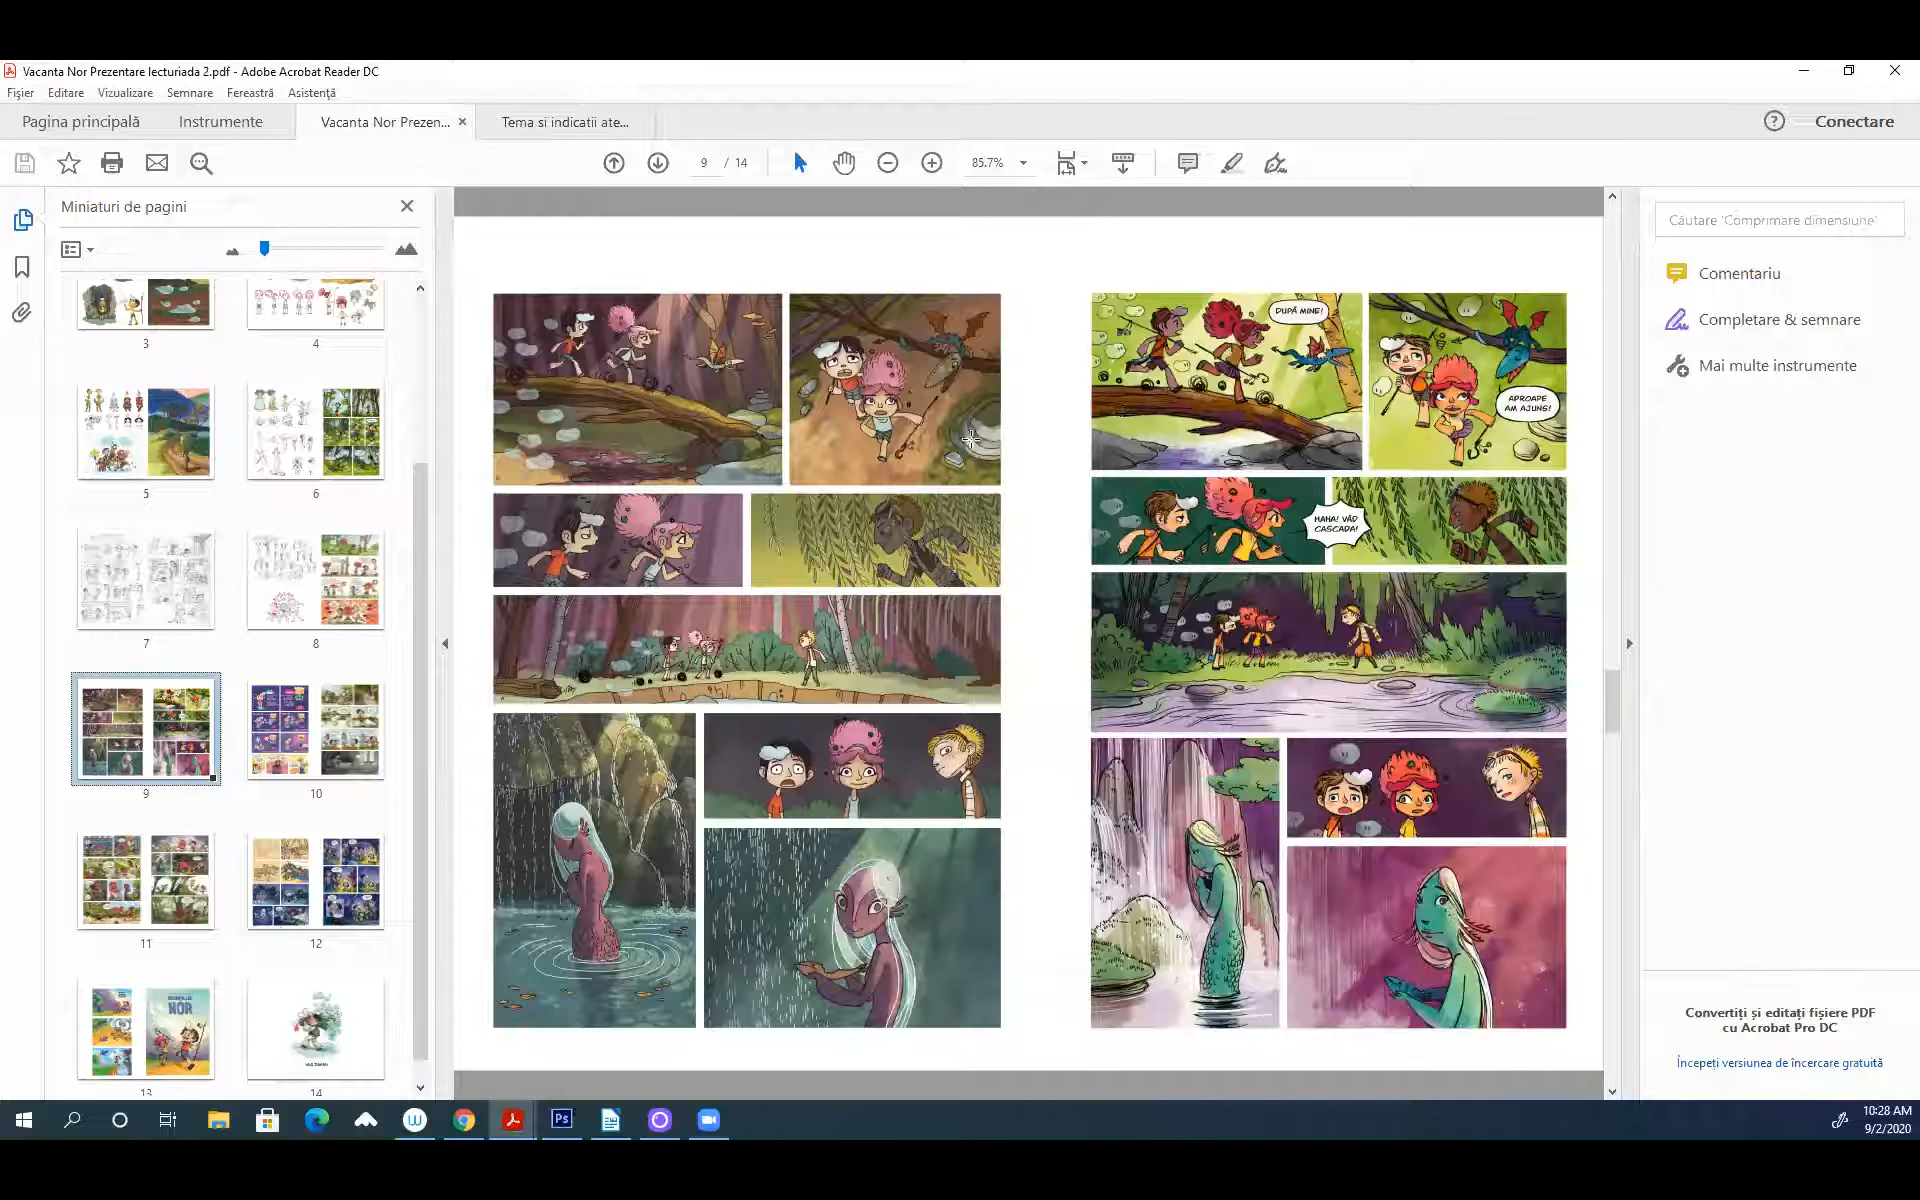 Vacanta Nor Prezentare lecturiada 2.pdf - Adobe Acrobat Reader DC
Fișier Editare Vizualizare Semnare Fereastră Asistență
Pagina principală Instrumente Vacanta Nor Prezen... Tema si indicatii ate... Conectare
9 / 14 85.7%
Miniaturi de pagini
3 4
5 6
7 8
9 10
11 12
NOR
13 14
DUPĂ MINE!
APROAPE
AM AJUNS!
HAHA! VĂD
CASCADA!
Căutare 'Comprimare dimensiune'
Comentariu
Completare & semnare
Mai multe instrumente
Convertiți și editați fișiere PDF
cu Acrobat Pro DC
Începeți versiunea de încercare gratuită
Ps
10:28 AM
9/2/2020